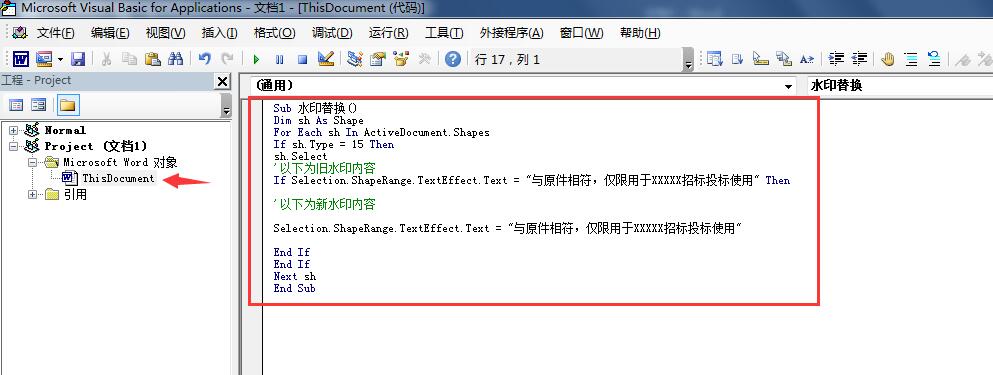 Microsoft Visual Basic for Applications - 文档1 - [ThisDocument (代码)]
文件(F) 编辑(E) 视图(V) 插入(I) 格式(O) 调试(D) 运行(R) 工具(T) 外接程序(A) 窗口(W) 帮助(H)
行 17，列 1
工程 - Project
(通用)
水印替换
Normal
Project (文档1)
Microsoft Word 对象
ThisDocument
引用
Sub 水印替换()
Dim sh As Shape
For Each sh In ActiveDocument.Shapes
If sh.Type = 15 Then
sh.Select
'以下为旧水印内容
If Selection.ShapeRange.TextEffect.Text = "与原件相符，仅限用于XXXXX招标投标使用" Then
'以下为新水印内容
Selection.ShapeRange.TextEffect.Text = "与原件相符，仅限用于XXXXX招标投标使用"
End If
End If
Next sh
End Sub